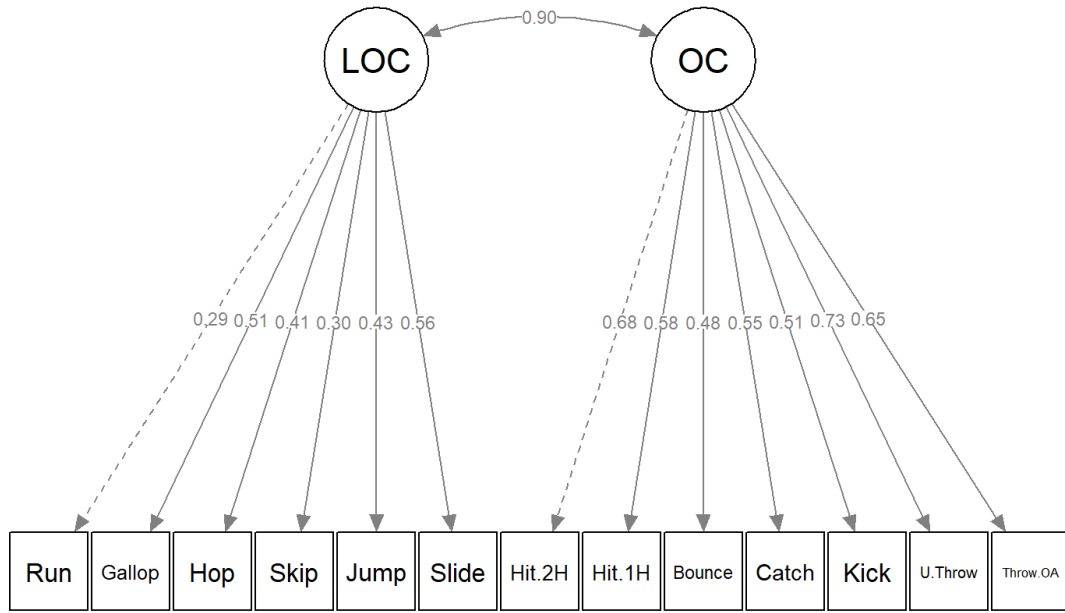 0.90
LOC
OC
0.29 0.51 0.41 0.30 0.43 0.56 0.68 0.58 0.48 0.55 0.51 0.73 0.65
Run Gallop Hop Skip Jump Slide Hit.2H Hit.1H Bounce Catch Kick U.Throw Throw.OA